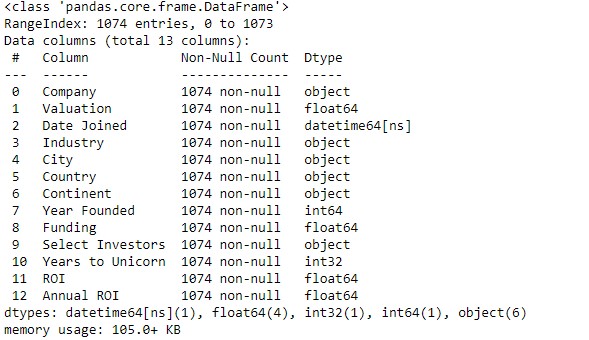 <class 'pandas.core.frame.DataFrame'>
RangeIndex: 1074 entries, 0 to 1073
Data columns (total 13 columns):
 #   Column            Non-Null Count  Dtype
---  ------            --------------  -----
 0   Company           1074 non-null   object
 1   Valuation         1074 non-null   float64
 2   Date Joined       1074 non-null   datetime64[ns]
 3   Industry          1074 non-null   object
 4   City              1074 non-null   object
 5   Country           1074 non-null   object
 6   Continent         1074 non-null   object
 7   Year Founded      1074 non-null   int64
 8   Funding           1074 non-null   float64
 9   Select Investors  1074 non-null   object
 10  Years to Unicorn  1074 non-null   int32
 11  ROI               1074 non-null   float64
 12  Annual ROI        1074 non-null   float64
dtypes: datetime64[ns](1), float64(4), int32(1), int64(1), object(6)
memory usage: 105.0+ KB